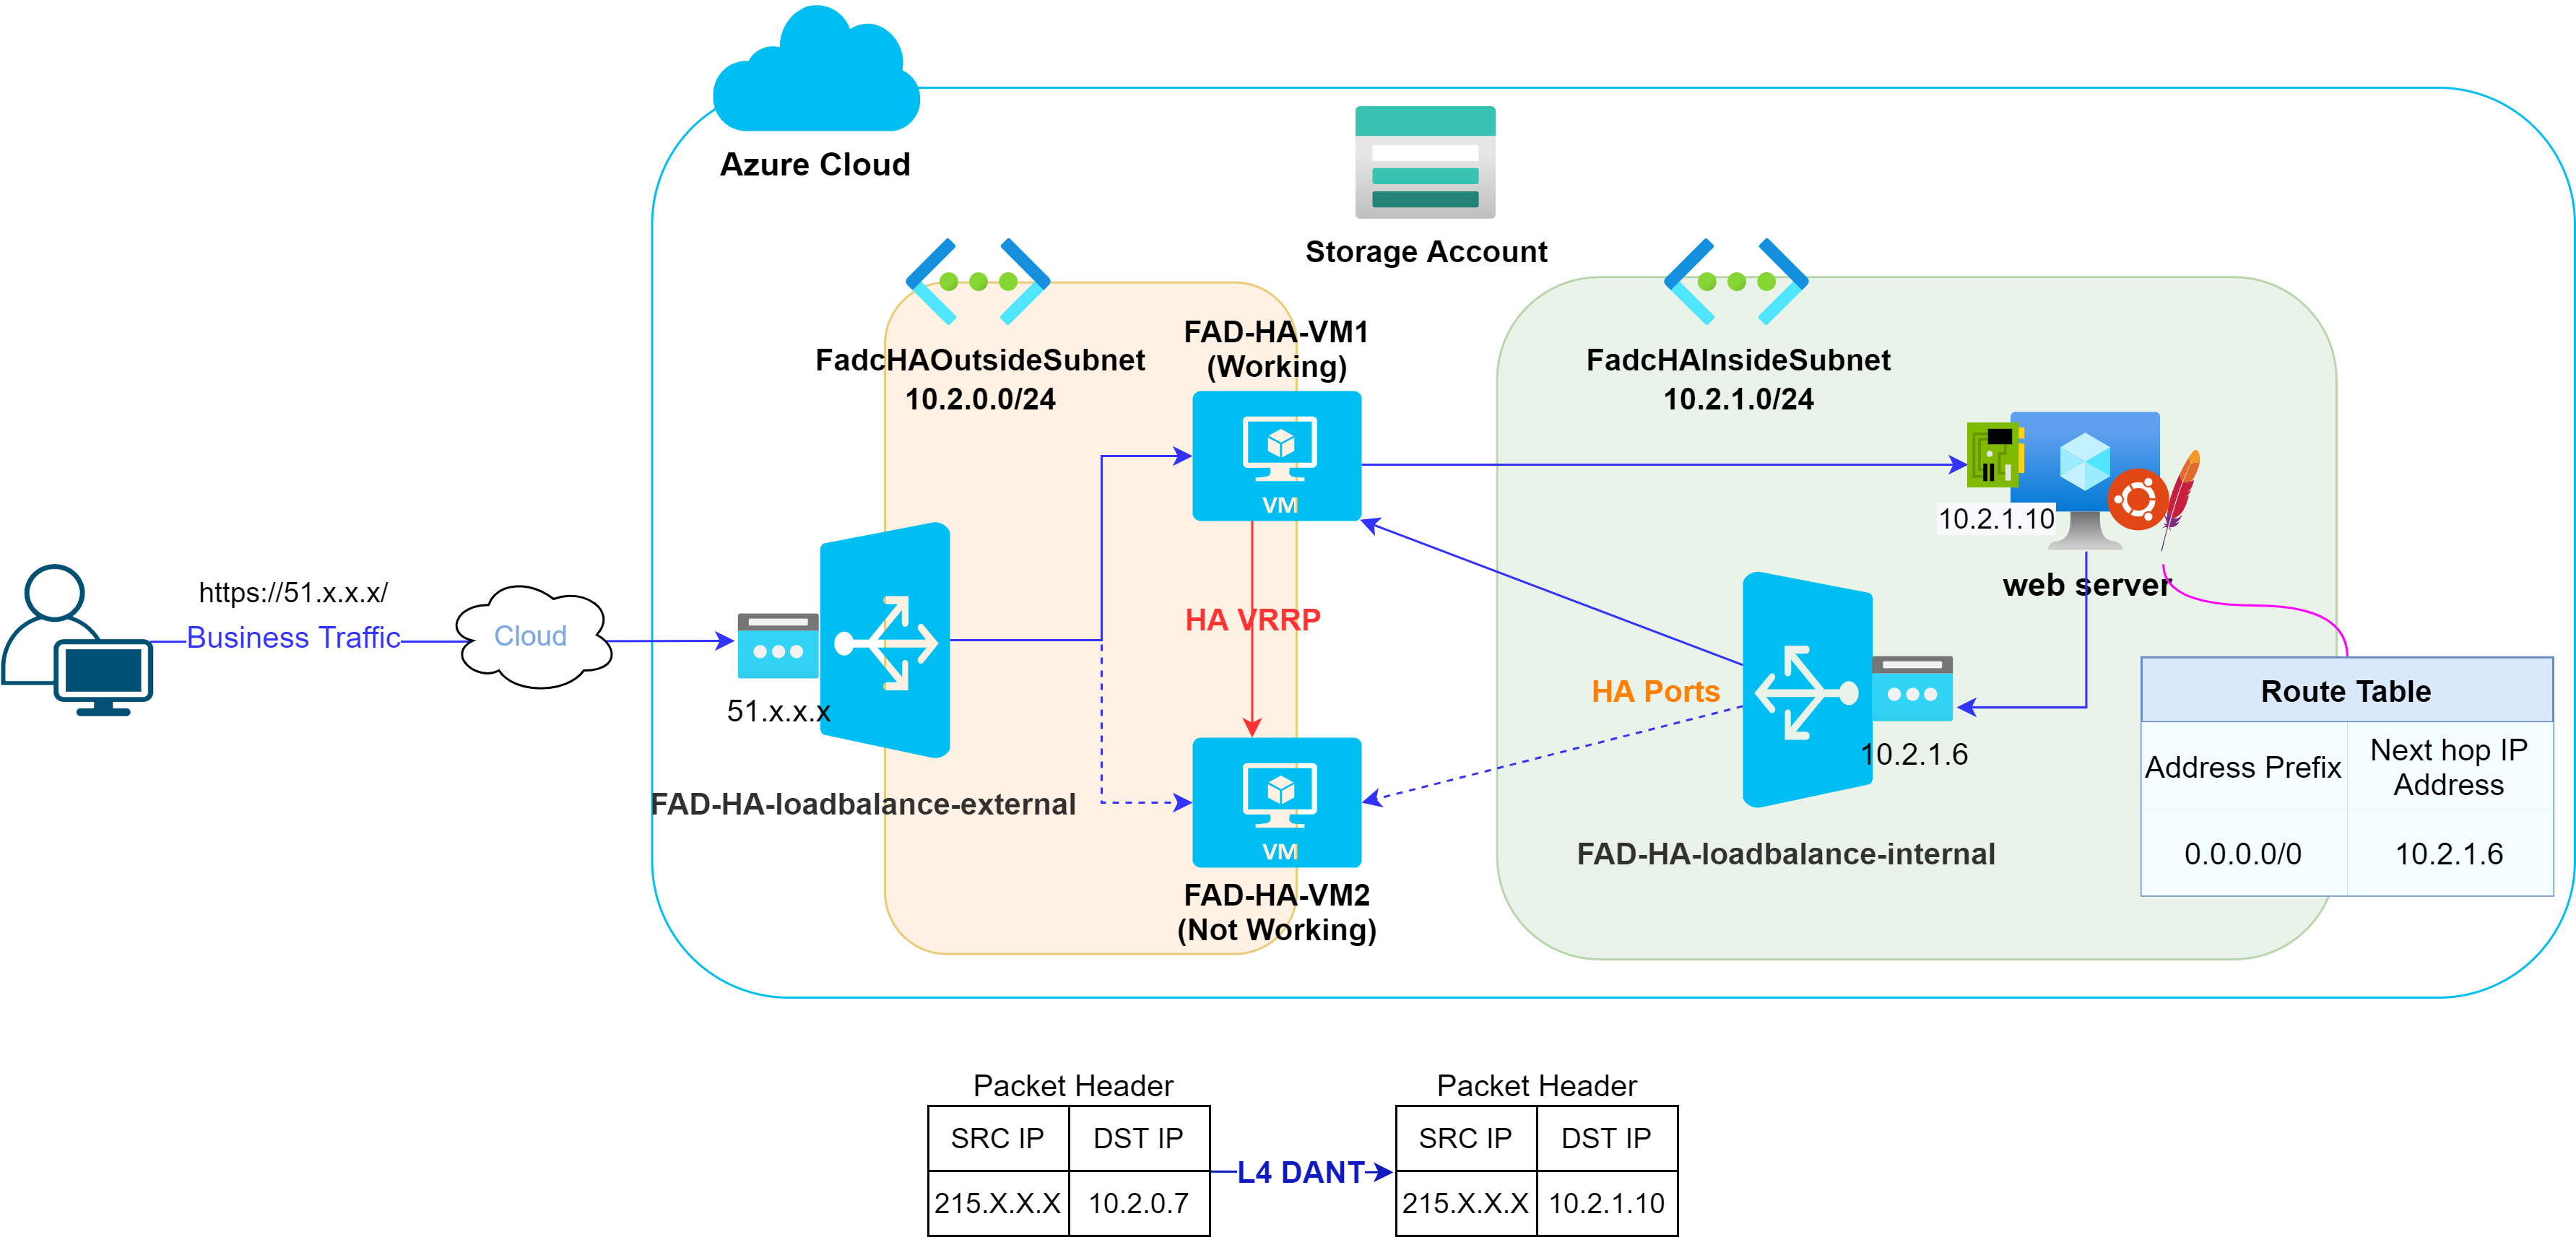 Azure Cloud
Storage Account
FadcHAOutsideSubnet
10.2.0.0/24
FAD-HA-VM1
(Working)
VM
FadcHAInsideSubnet
10.2.1.0/24
10.2.1.10
web server
https://51.x.x.x/
Business Traffic
Cloud
51.x.x.x
FAD-HA-loadbalance-external
HA VRRP
VM
FAD-HA-VM2
(Not Working)
HA Ports
10.2.1.6
FAD-HA-loadbalance-internal
Route Table
Address Prefix
Next hop IP
Address
0.0.0.0/0
10.2.1.6
Packet Header
SRC IP
DST IP
215.X.X.X
10.2.0.7
L4 DANT
Packet Header
SRC IP
DST IP
215.X.X.X
10.2.1.10